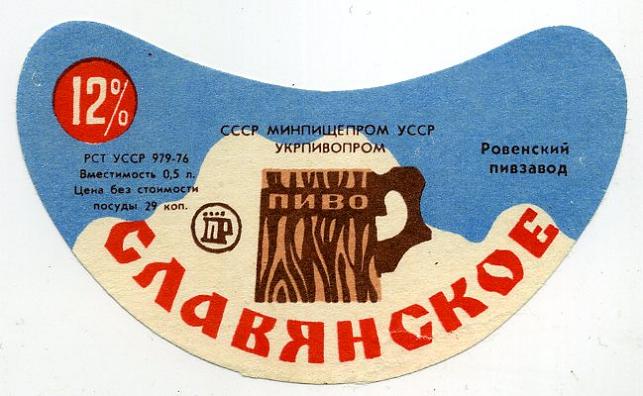 12%
СССР МИНПИЩЕПРОМ УССР
УКРПИВОПРОМ
РСТ УССР 979-76
Вместимость 0,5 л.
Цена без стоимости
посуды 29 коп.
Ровенский
пивзавод
ПИВО
ПР
СЛАВЯНСКОЕ